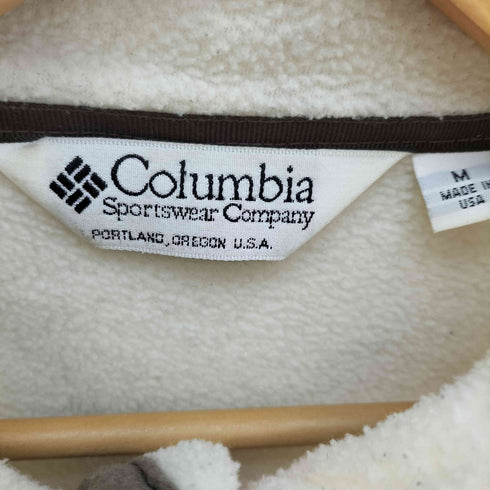 Columbia
Sportswear Company
PORTLAND, OREGON U.S.A.
M
MADE IN
USA